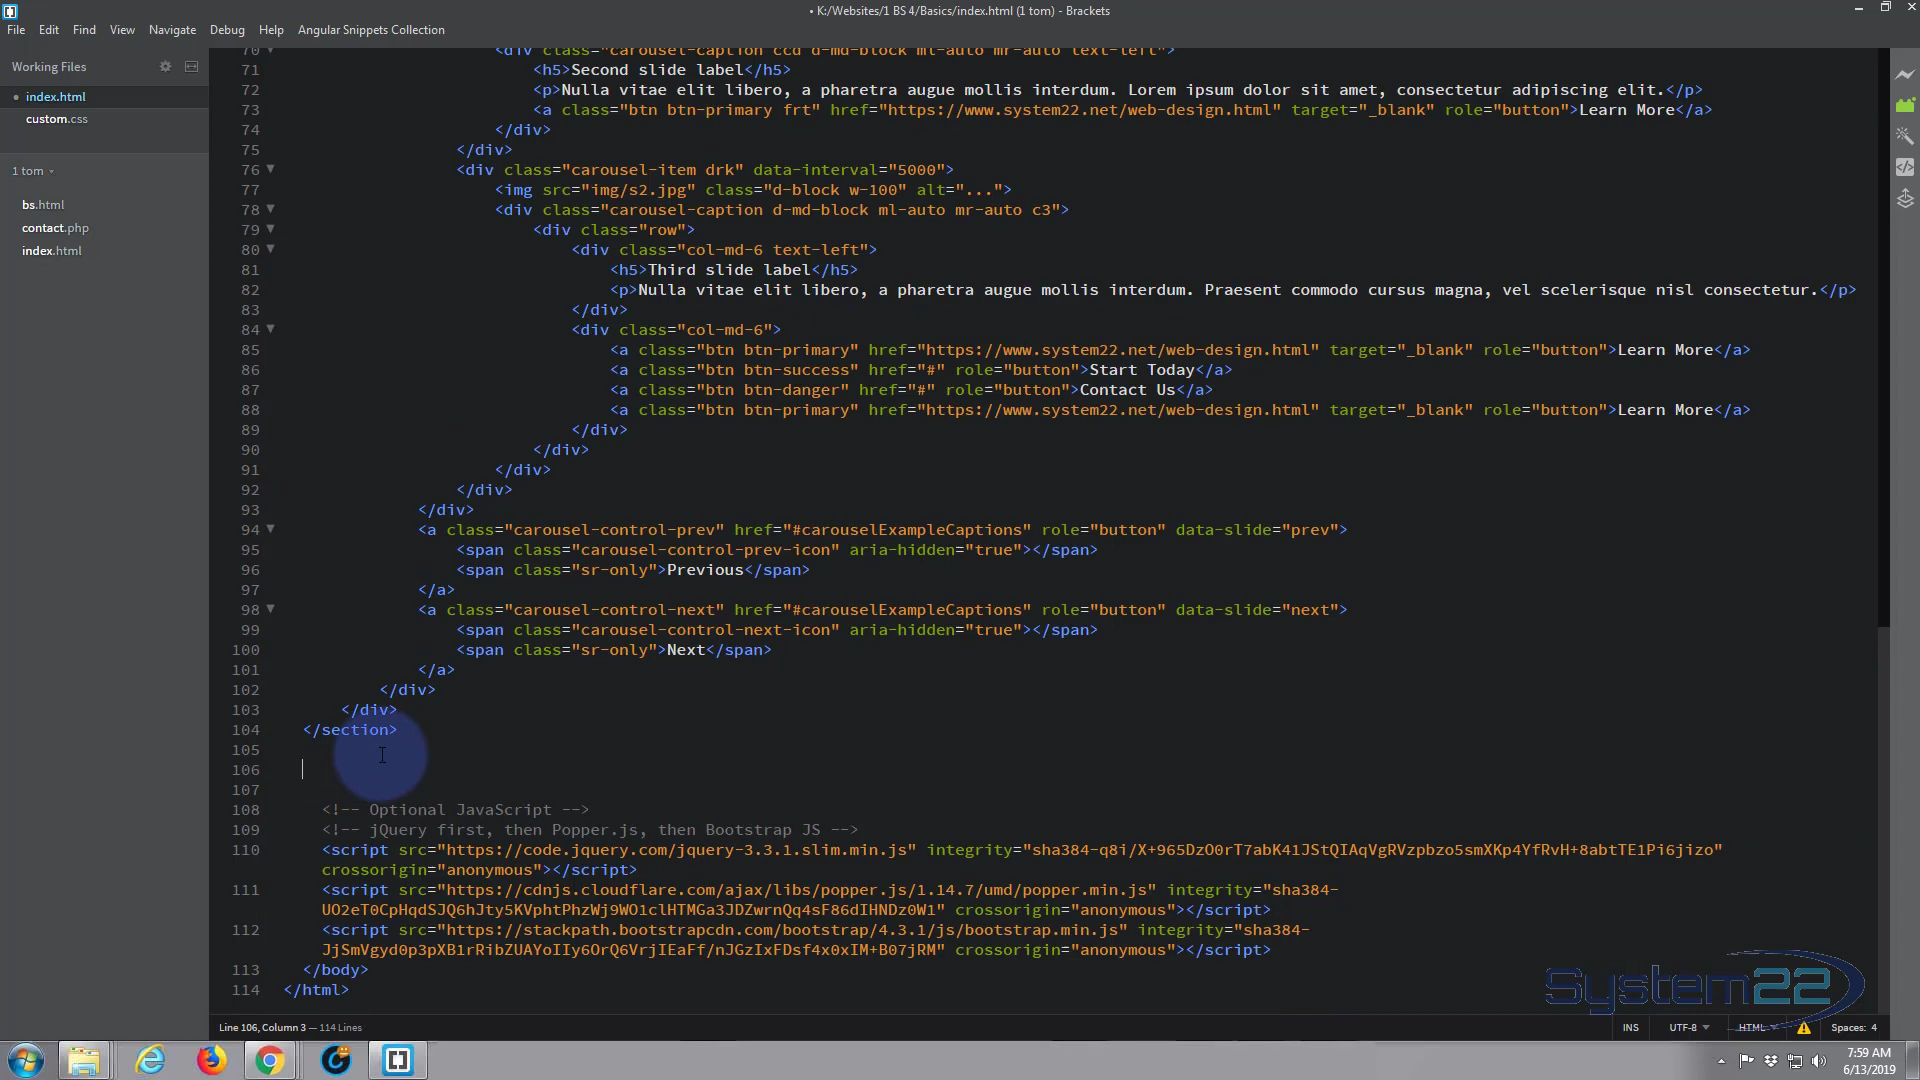 • K:/Websites/1 BS 4/Basics/index.html (1 tom) - Brackets
File Edit Find View Navigate Debug Help Angular Snippets Collection
Working Files
index.html
custom.css
1 tom
bs.html
contact.php
index.html
70 <div class="carousel-caption ccd d-md-block ml-auto mr-auto text-left">
71 <h5>Second slide label</h5>
72 <p>Nulla vitae elit libero, a pharetra augue mollis interdum. Lorem ipsum dolor sit amet, consectetur adipiscing elit.</p>
73 <a class="btn btn-primary frt" href="https://www.system22.net/web-design.html" target="_blank" role="button">Learn More</a>
74 </div>
75 </div>
76 <div class="carousel-item drk" data-interval="5000">
77 <img src="img/s2.jpg" class="d-block w-100" alt="...">
78 <div class="carousel-caption d-md-block ml-auto mr-auto c3">
79 <div class="row">
80 <div class="col-md-6 text-left">
81 <h5>Third slide label</h5>
82 <p>Nulla vitae elit libero, a pharetra augue mollis interdum. Praesent commodo cursus magna, vel scelerisque nisl consectetur.</p>
83 </div>
84 <div class="col-md-6">
85 <a class="btn btn-primary" href="https://www.system22.net/web-design.html" target="_blank" role="button">Learn More</a>
86 <a class="btn btn-success" href="#" role="button">Start Today</a>
87 <a class="btn btn-danger" href="#" role="button">Contact Us</a>
88 <a class="btn btn-primary" href="https://www.system22.net/web-design.html" target="_blank" role="button">Learn More</a>
89 </div>
90 </div>
91 </div>
92 </div>
93 </div>
94 <a class="carousel-control-prev" href="#carouselExampleCaptions" role="button" data-slide="prev">
95 <span class="carousel-control-prev-icon" aria-hidden="true"></span>
96 <span class="sr-only">Previous</span>
97 </a>
98 <a class="carousel-control-next" href="#carouselExampleCaptions" role="button" data-slide="next">
99 <span class="carousel-control-next-icon" aria-hidden="true"></span>
100 <span class="sr-only">Next</span>
101 </a>
102 </div>
103 </div>
104 </section>
105
106
107
108 <!-- Optional JavaScript -->
109 <!-- jQuery first, then Popper.js, then Bootstrap JS -->
110 <script src="https://code.jquery.com/jquery-3.3.1.slim.min.js" integrity="sha384-q8i/X+965DzO0rT7abK41JStQIAqVgRVzpbzo5smXKp4YfRvH+8abtTE1Pi6jizo"
crossorigin="anonymous"></script>
111 <script src="https://cdnjs.cloudflare.com/ajax/libs/popper.js/1.14.7/umd/popper.min.js" integrity="sha384-
UO2eT0CpHqdSJQ6hJty5KVphtPhzWj9WO1clHTMGa3JDZwrnQq4sF86dIHNDz0W1" crossorigin="anonymous"></script>
112 <script src="https://stackpath.bootstrapcdn.com/bootstrap/4.3.1/js/bootstrap.min.js" integrity="sha384-
JjSmVgyd0p3pXB1rRibZUAYoIIy6OrQ6VrjIEaFf/nJGzIxFDsf4x0xIM+B07jRM" crossorigin="anonymous"></script>
113 </body>
114 </html>
System22
Line 106, Column 3 — 114 Lines
INS UTF-8 HTML Spaces: 4
7:59 AM
6/13/2019